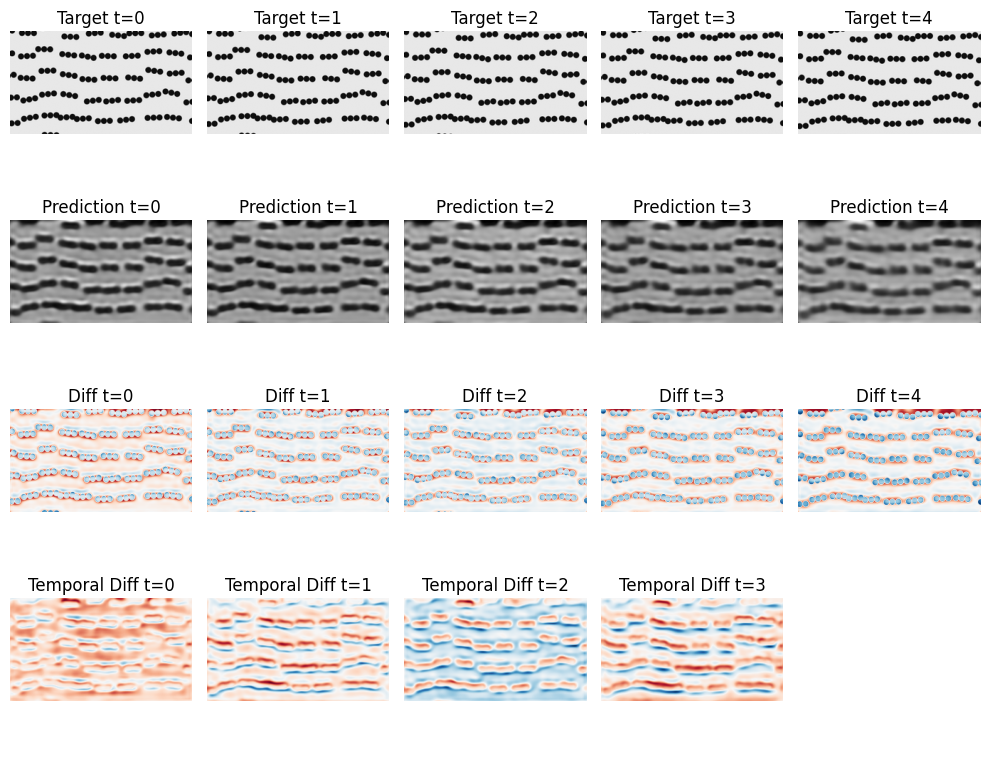 Target t=0 Target t=1 Target t=2 Target t=3 Target t=4
Prediction t=0 Prediction t=1 Prediction t=2 Prediction t=3 Prediction t=4
Diff t=0 Diff t=1 Diff t=2 Diff t=3 Diff t=4
Temporal Diff t=0 Temporal Diff t=1 Temporal Diff t=2 Temporal Diff t=3